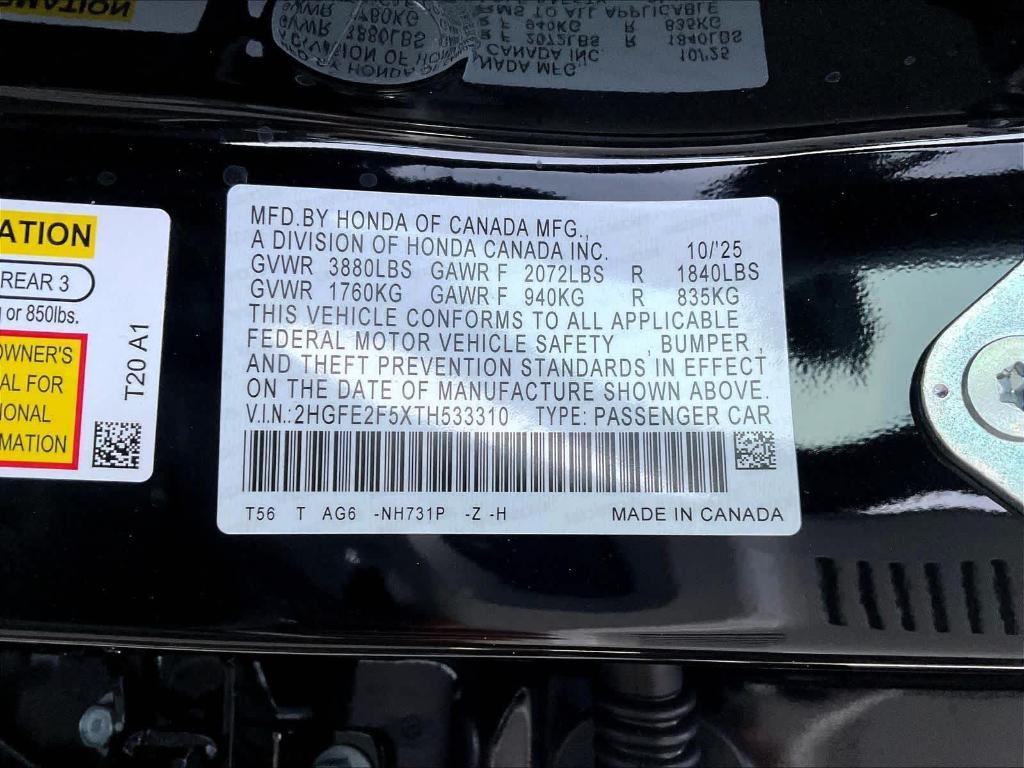 ATION
REAR 3
or 850lbs.
OWNER'S
AL FOR
IONAL
MATION
T20 A1
MFD.BY HONDA OF CANADA MFG.,
A DIVISION OF HONDA CANADA INC. 10/'25
GVWR 3880LBS GAWR F 2072LBS R 1840LBS
GVWR 1760KG GAWR F 940KG R 835KG
THIS VEHICLE CONFORMS TO ALL APPLICABLE
FEDERAL MOTOR VEHICLE SAFETY , BUMPER ,
AND THEFT PREVENTION STANDARDS IN EFFECT
ON THE DATE OF MANUFACTURE SHOWN ABOVE.
V.I.N.:2HGFE2F5XTH533310 TYPE: PASSENGER CAR
T56 T AG6 -NH731P -Z -H MADE IN CANADA